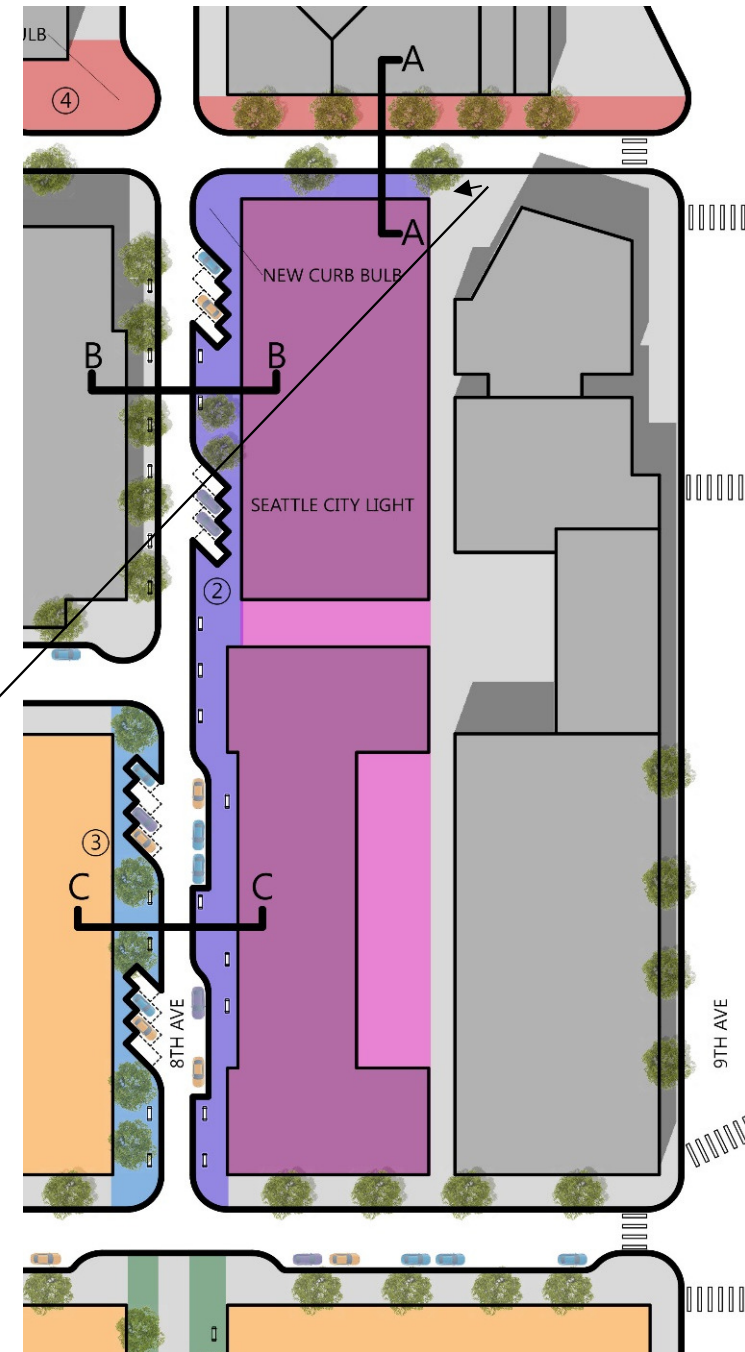 ULB
A
④
A
NEW CURB BULB
B
B
SEATTLE CITY LIGHT
②
③
C
C
8TH AVE
9TH AVE